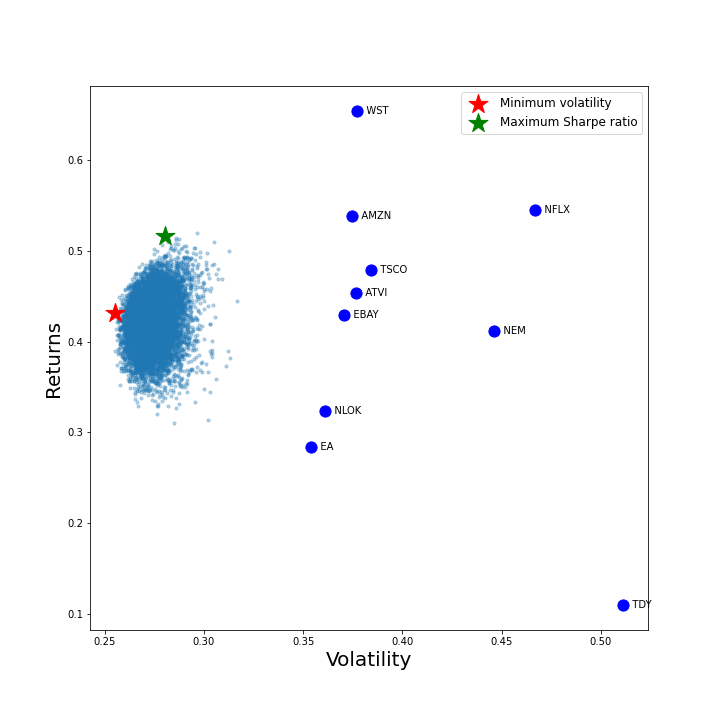 Minimum volatility
Maximum Sharpe ratio
WST
AMZN
NFLX
TSCO
ATVI
EBAY
NEM
NLOK
EA
TDY
0.6
0.5
0.4
0.3
0.2
0.1
Returns
0.25 0.30 0.35 0.40 0.45 0.50
Volatility